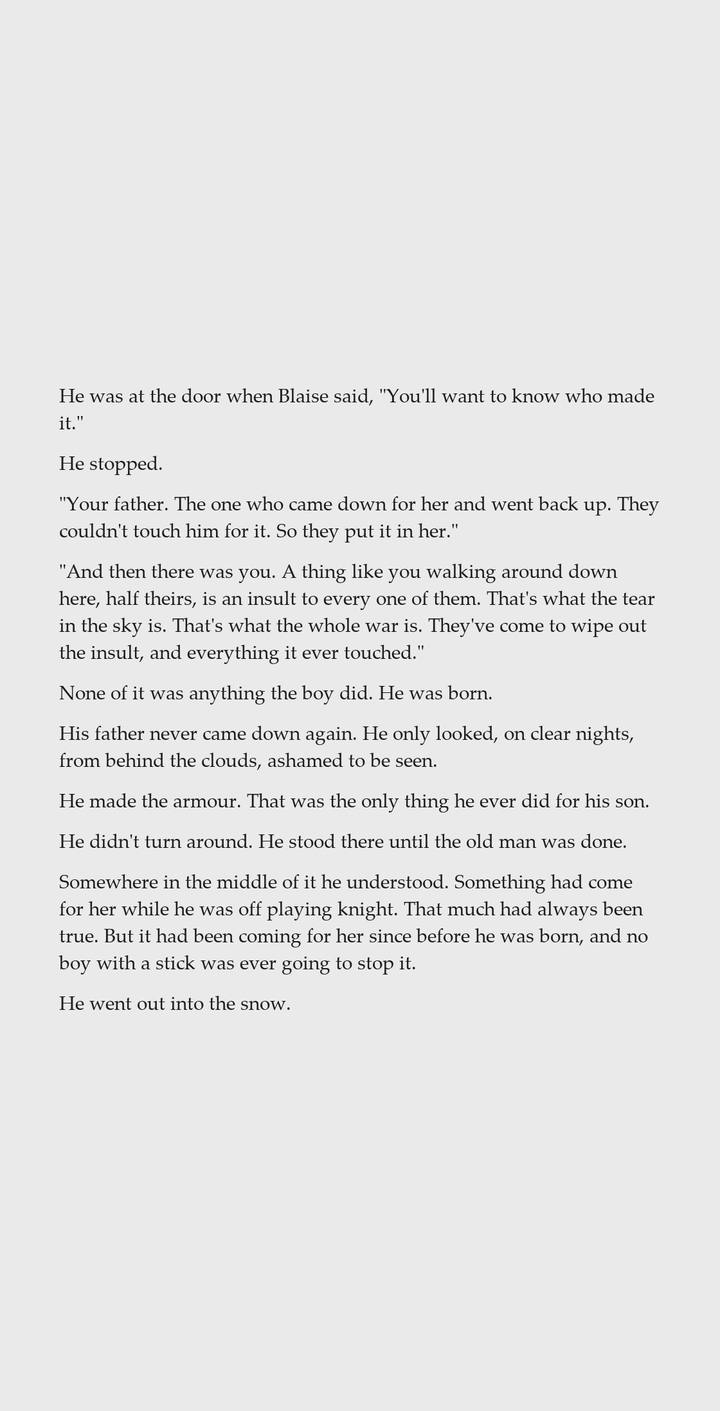 He was at the door when Blaise said, "You'll want to know who made
it."
He stopped.
"Your father. The one who came down for her and went back up. They
couldn't touch him for it. So they put it in her."
"And then there was you. A thing like you walking around down
here, half theirs, is an insult to every one of them. That's what the tear
in the sky is. That's what the whole war is. They've come to wipe out
the insult, and everything it ever touched."
None of it was anything the boy did. He was born.
His father never came down again. He only looked, on clear nights,
from behind the clouds, ashamed to be seen.
He made the armour. That was the only thing he ever did for his son.
He didn't turn around. He stood there until the old man was done.
Somewhere in the middle of it he understood. Something had come
for her while he was off playing knight. That much had always been
true. But it had been coming for her since before he was born, and no
boy with a stick was ever going to stop it.
He went out into the snow.